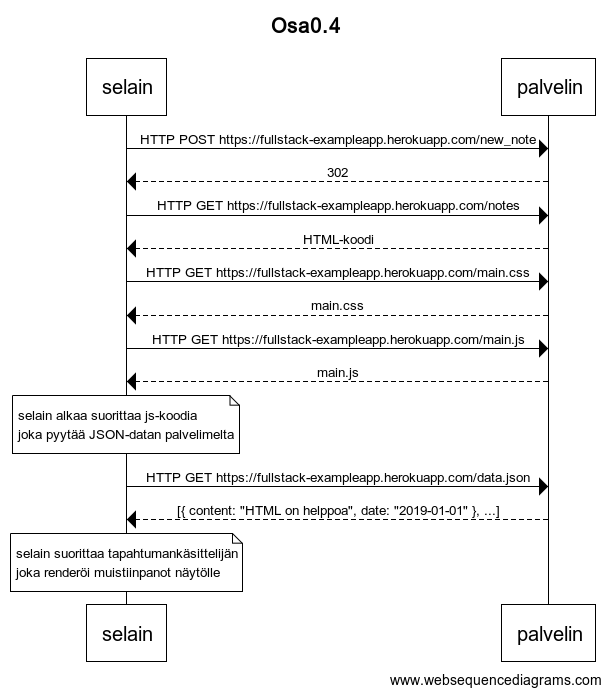 Osa0.4
selain
palvelin
HTTP POST https://fullstack-exampleapp.herokuapp.com/new_note
302
HTTP GET https://fullstack-exampleapp.herokuapp.com/notes
HTML-koodi
HTTP GET https://fullstack-exampleapp.herokuapp.com/main.css
main.css
HTTP GET https://fullstack-exampleapp.herokuapp.com/main.js
main.js
selain alkaa suorittaa js-koodia
joka pyytää JSON-datan palvelimelta
HTTP GET https://fullstack-exampleapp.herokuapp.com/data.json
[{ content: "HTML on helppoa", date: "2019-01-01" }, ...]
selain suorittaa tapahtumankäsittelijän
joka renderöi muistiinpanot näytölle
selain
palvelin
www.websequencediagrams.com